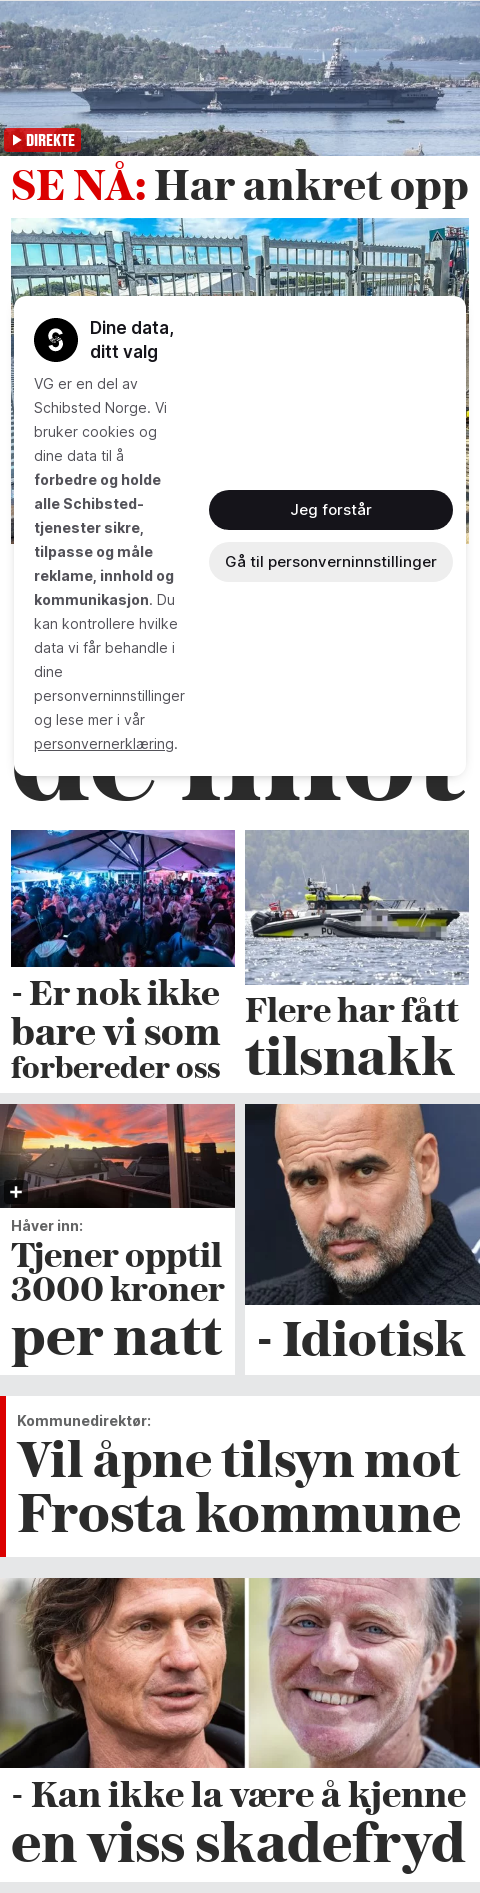 DIREKTE
SE NÅ: Har ankret opp
Dine data,
ditt valg
VG er en del av
Schibsted Norge. Vi
bruker cookies og
dine data til å
forbedre og holde
alle Schibsted-
tjenester sikre,
tilpasse og måle
reklame, innhold og
kommunikasjon. Du
kan kontrollere hvilke
data vi får behandle i
dine
personverninnstillinger
og lese mer i vår
personvernerklæring.
Jeg forstår
Gå til personverninnstillinger
de imot
- Er nok ikke
bare vi som
forbereder oss
Flere har fått
tilsnakk
Håver inn:
Tjener opptil
3000 kroner
per natt
- Idiotisk
Kommunedirektør:
Vil åpne tilsyn mot
Frosta kommune
- Kan ikke la være å kjenne
en viss skadefryd